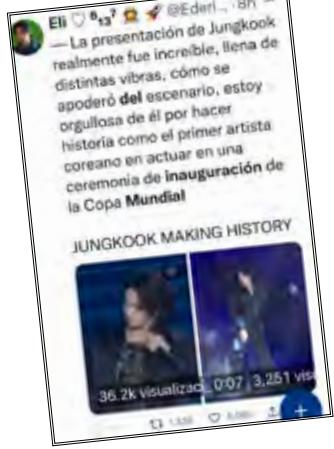 Eli ♡ 
— La presentación de Jungkook
realmente fue increíble, llena de
distintas vibras, cómo se
apoderó del escenario, estoy
orgullosa de él por hacer
historia como el primer artista
coreano en actuar en una
ceremonia de inauguración de
la Copa Mundial
JUNGKOOK MAKING HISTORY
36.2k visualizac 0:07 3,251 vis